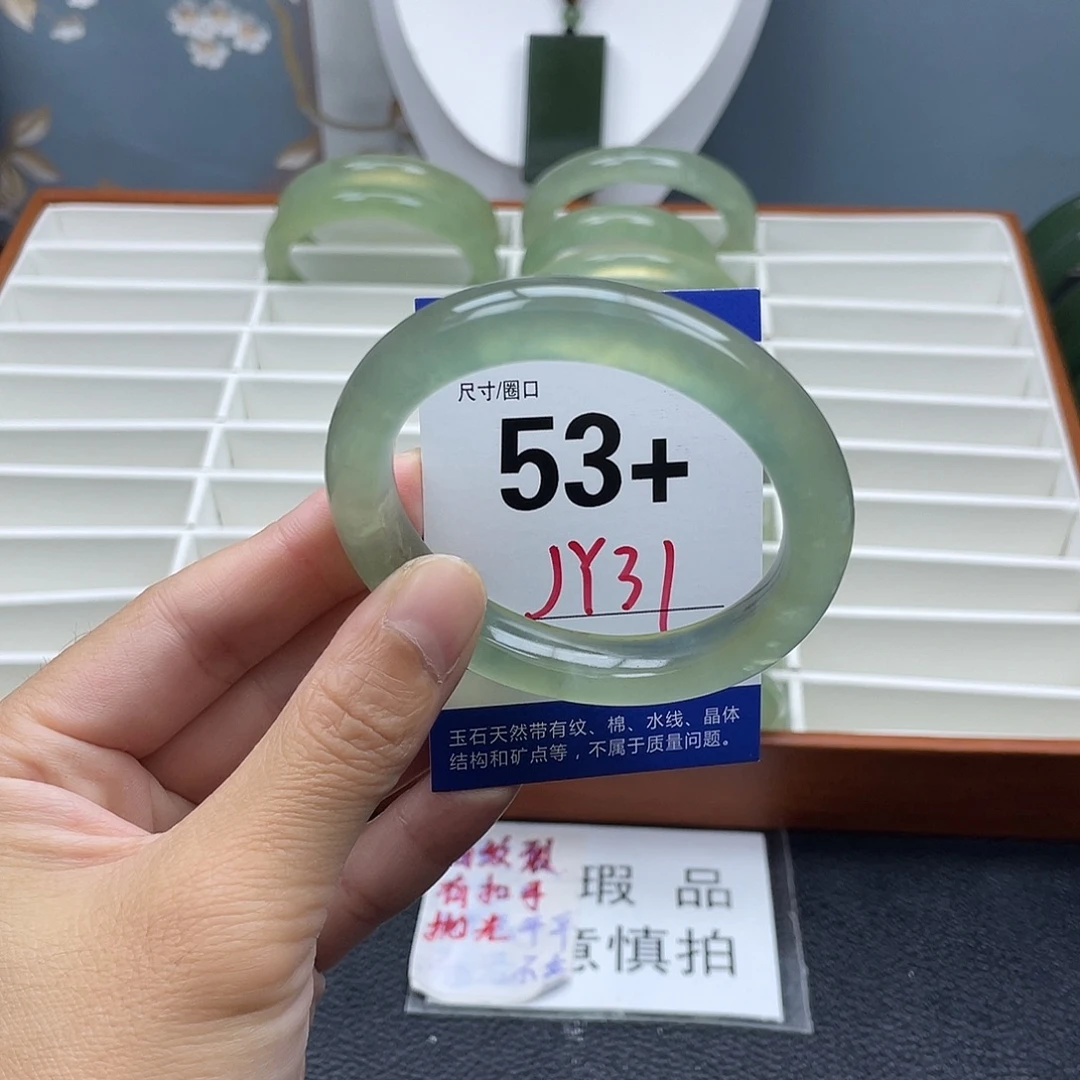 尺寸/圈口
53+
JY31
玉石天然带有纹、棉、水线、晶体
结构和矿点等，不属于质量问题。
纹裂
有扣手
抛光
瑕 品
意慎拍